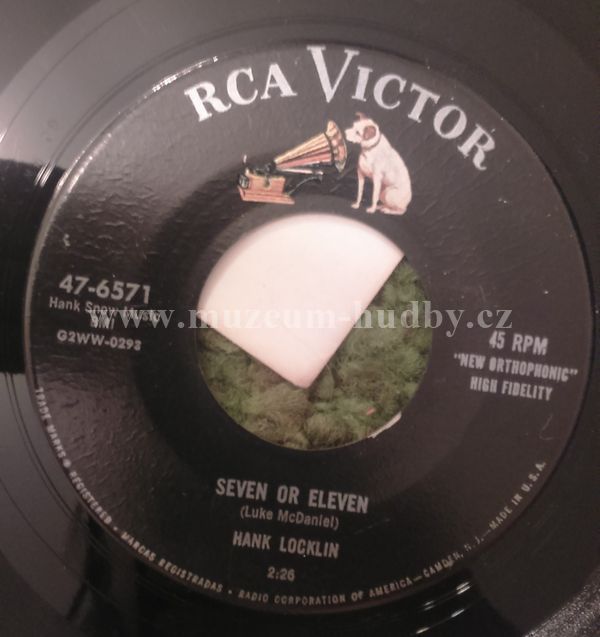 RCA VICTOR
47-6571
Hank Snow Music
BMI
G2WW-0293
45 RPM
"NEW ORTHOPHONIC"
HIGH FIDELITY
www.muzeum-hudby.cz
SEVEN OR ELEVEN
(Luke McDaniel)
HANK LOCKLIN
2:26
TRADE MARKS ® REGISTERED • MARCAS REGISTRADAS • RADIO CORPORATION OF AMERICA—CAMDEN, N. J.—MADE IN U.S.A.